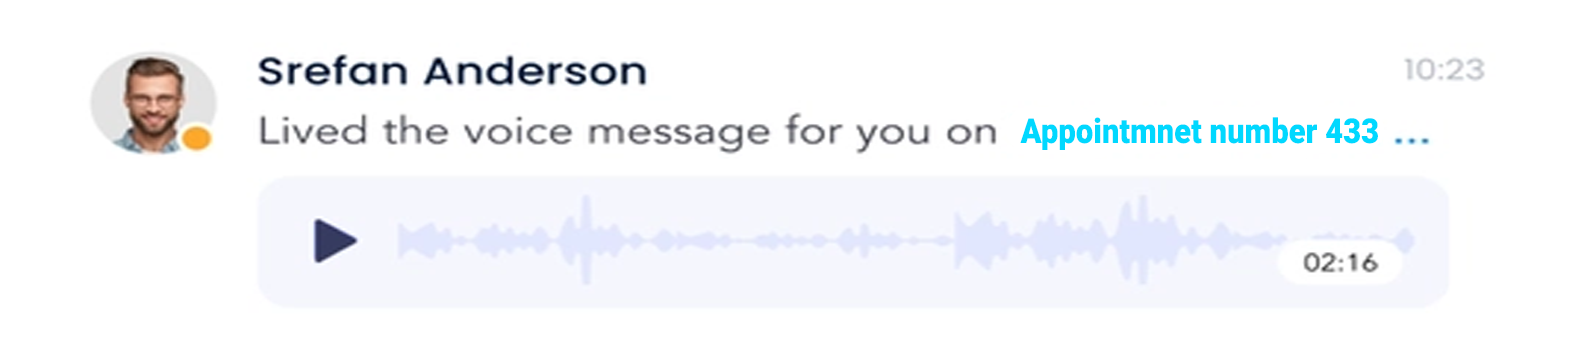 Srefan Anderson
10:23
Lived the voice message for you on Appointmnet number 433 ...
02:16